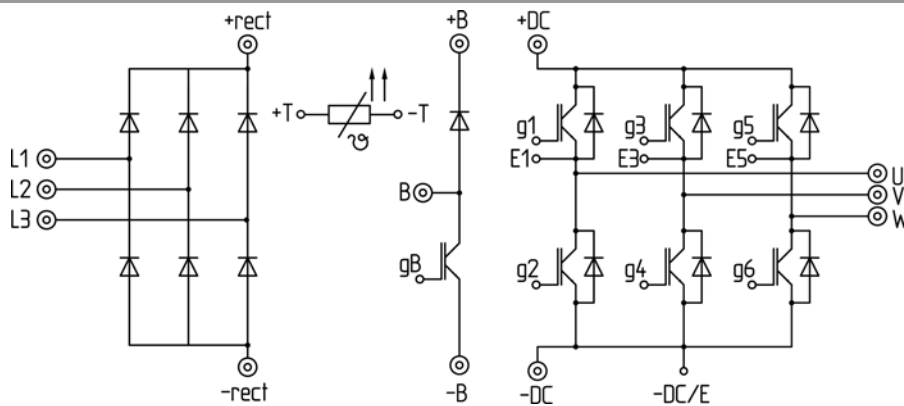 +rect +B +DC
+T -T g1 g3 g5
L1 E1 E3 E5
U
L2 B V
L3 W
gB g2 g4 g6
-rect -B -DC -DC/E
ϑ